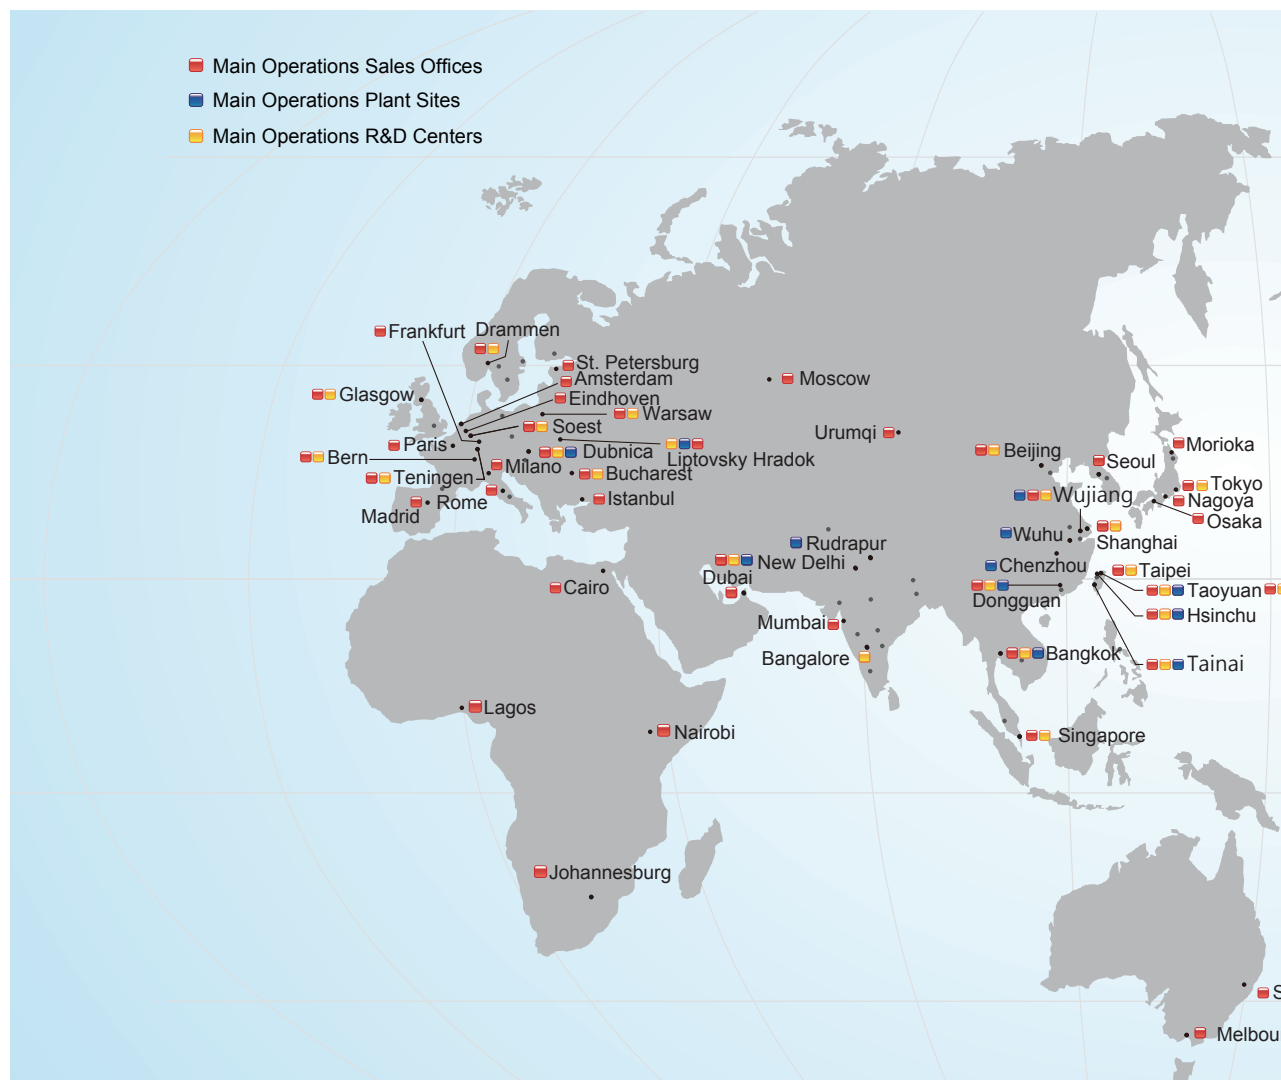 Main Operations Sales Offices
Main Operations Plant Sites
Main Operations R&D Centers
Frankfurt
Drammen
St. Petersburg
Amsterdam
Moscow
Glasgow
Eindhoven
Warsaw
Soest
Urumqi
Paris
Morioka
Bern
Dubnica
Liptovsky Hradok
Beijing
Seoul
Teningen
Milano
Bucharest
Tokyo
Madrid
Rome
Istanbul
Wujiang
Nagoya
Osaka
Rudrapur
Wuhu
Shanghai
New Delhi
Chenzhou
Taipei
Dubai
Cairo
Dongguan
Taoyuan
Hsinchu
Mumbai
Bangalore
Bangkok
Tainai
Lagos
Nairobi
Singapore
Johannesburg
S
Melbou